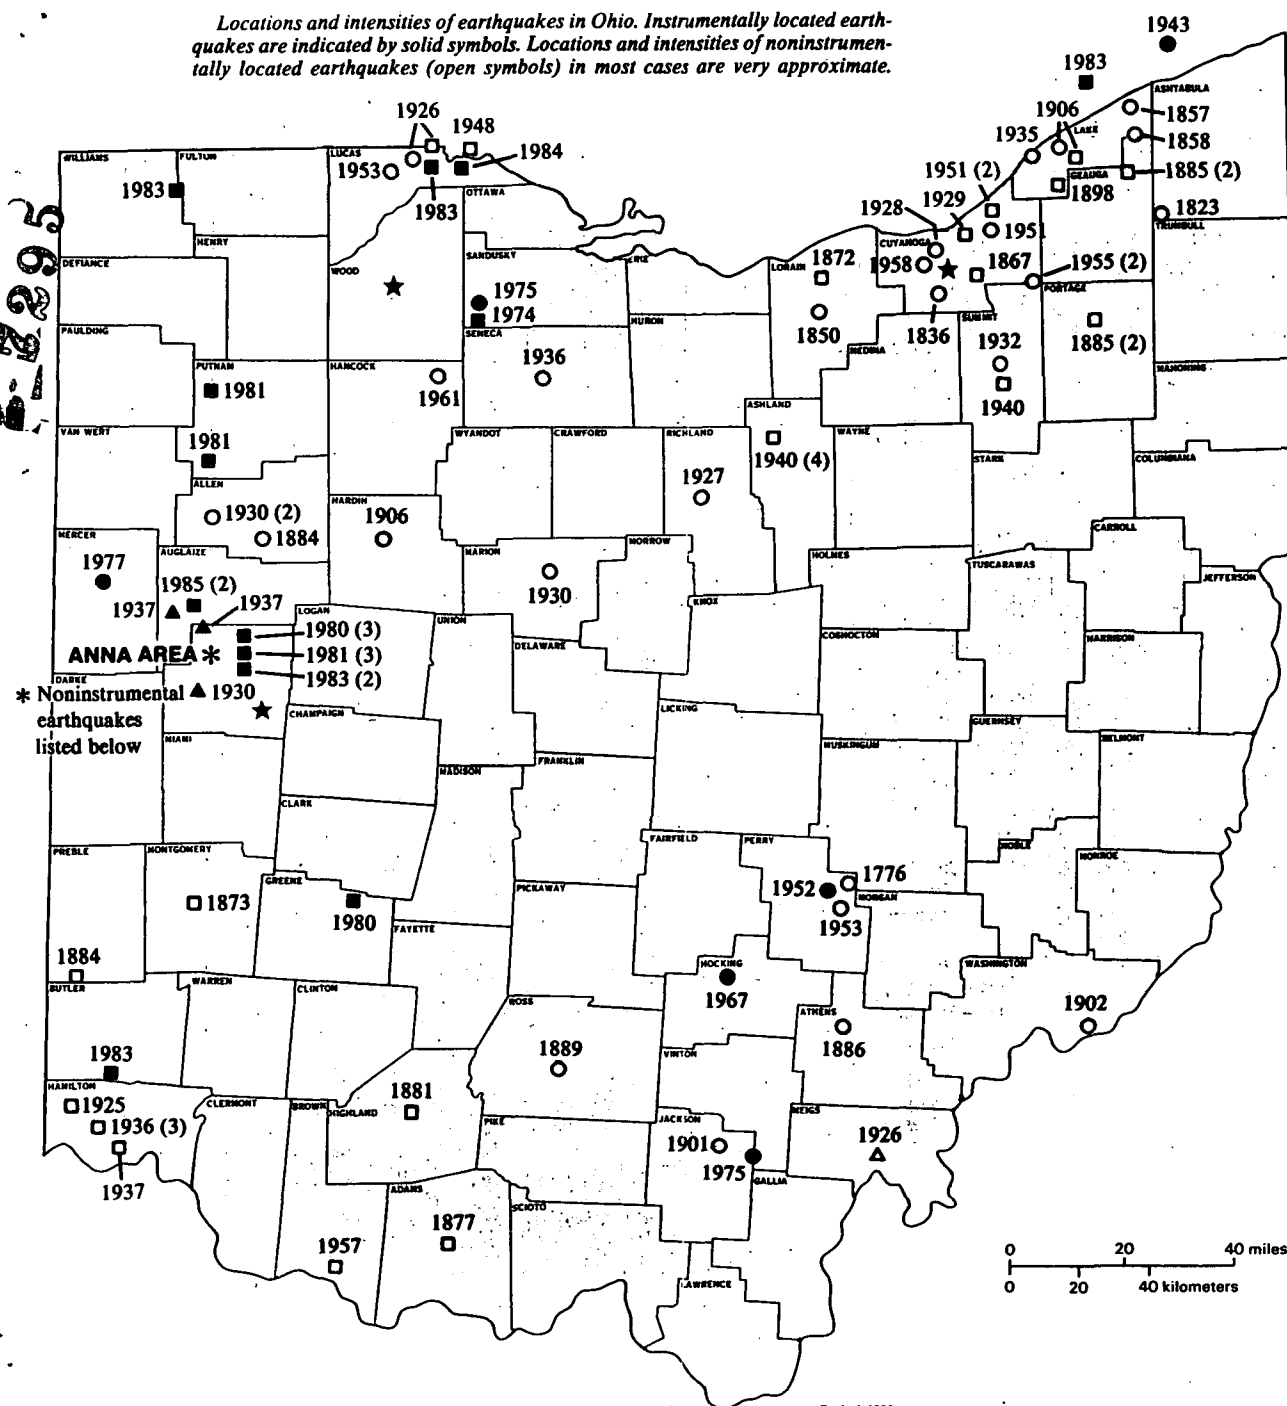 Locations and intensities of earthquakes in Ohio. Instrumentally located earth-
quakes are indicated by solid symbols. Locations and intensities of noninstrumen-
tally located earthquakes (open symbols) in most cases are very approximate.
1943
1983
ASHTABULA
1926
1948
1906
LAKE
1857
1935
1858
WILLIAMS
FULTON
LUCAS
1953
1984
1951 (2)
GEAUGA
1885 (2)
1983
1983
OTTAWA
1929
1898
1928
1951
1823
TRUMBULL
HENRY
CUYAHOGA
DEFIANCE
WOOD
SANDUSKY
ERIE
LORAIN
1872
1958
1867
1955 (2)
PORTAGE
1975
1974
PAULDING
SENECA
HURON
1850
1836
SUMMIT
1885 (2)
MEDINA
1936
1932
PUTNAM
HANCOCK
MAHONING
1981
1961
1940
ASHLAND
VAN WERT
1981
WYANDOT
CRAWFORD
RICHLAND
WAYNE
1940 (4)
STARK
COLUMBIANA
ALLEN
1927
HARDIN
1930 (2)
1906
1884
CARROLL
MERCER
AUGLAIZE
MARION
MORROW
HOLMES
1977
TUSCARAWAS
JEFFERSON
1985 (2)
1937
1937
1930
LOGAN
KNOX
UNION
1980 (3)
COSHOCTON
HARRISON
ANNA AREA *
1981 (3)
DELAWARE
DARKE
1983 (2)
* Noninstrumental
1930
earthquakes
CHAMPAIGN
LICKING
GUERNSEY
listed below
MIAMI
MUSKINGUM
BELMONT
FRANKLIN
MADISON
CLARK
FAIRFIELD
PERRY
NOBLE
PREBLE
MONTGOMERY
MONROE
GREENE
1776
PICKAWAY
1952
MORGAN
1873
1980
1953
FAYETTE
1884
HOCKING
WASHINGTON
BUTLER
WARREN
CLINTON
ROSS
1967
1902
ATHENS
1889
1886
VINTON
1983
HAMILTON
1881
1925
CLERMONT
BROWN
HIGHLAND
PIKE
JACKSON
MEIGS
1936 (3)
1901
1926
1975
1937
GALLIA
ADAMS
SCIOTO
1877
1957
0 20 40 miles
0 20 40 kilometers
LAWRENCE